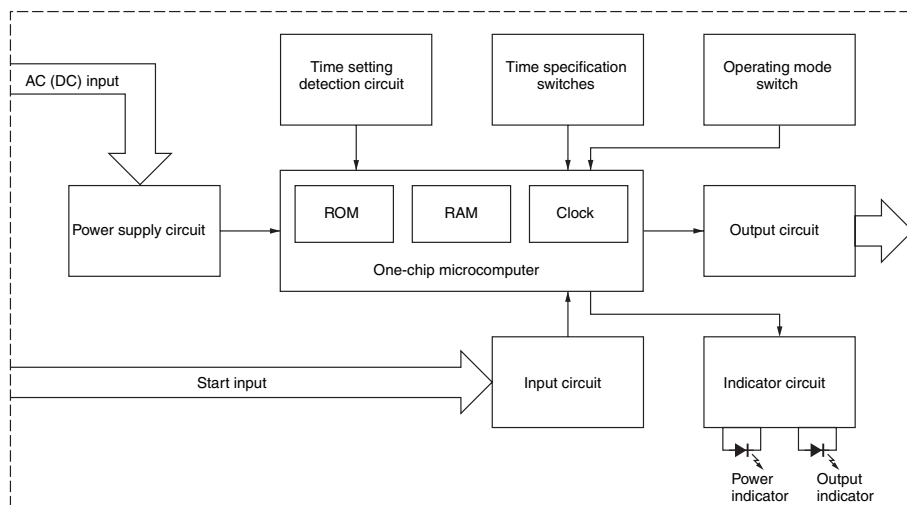 Time setting
detection circuit
Time specification
switches
Operating mode
switch
AC (DC) input
Power supply circuit
ROM
RAM
Clock
One-chip microcomputer
Output circuit
Start input
Input circuit
Indicator circuit
Power
indicator
Output
indicator